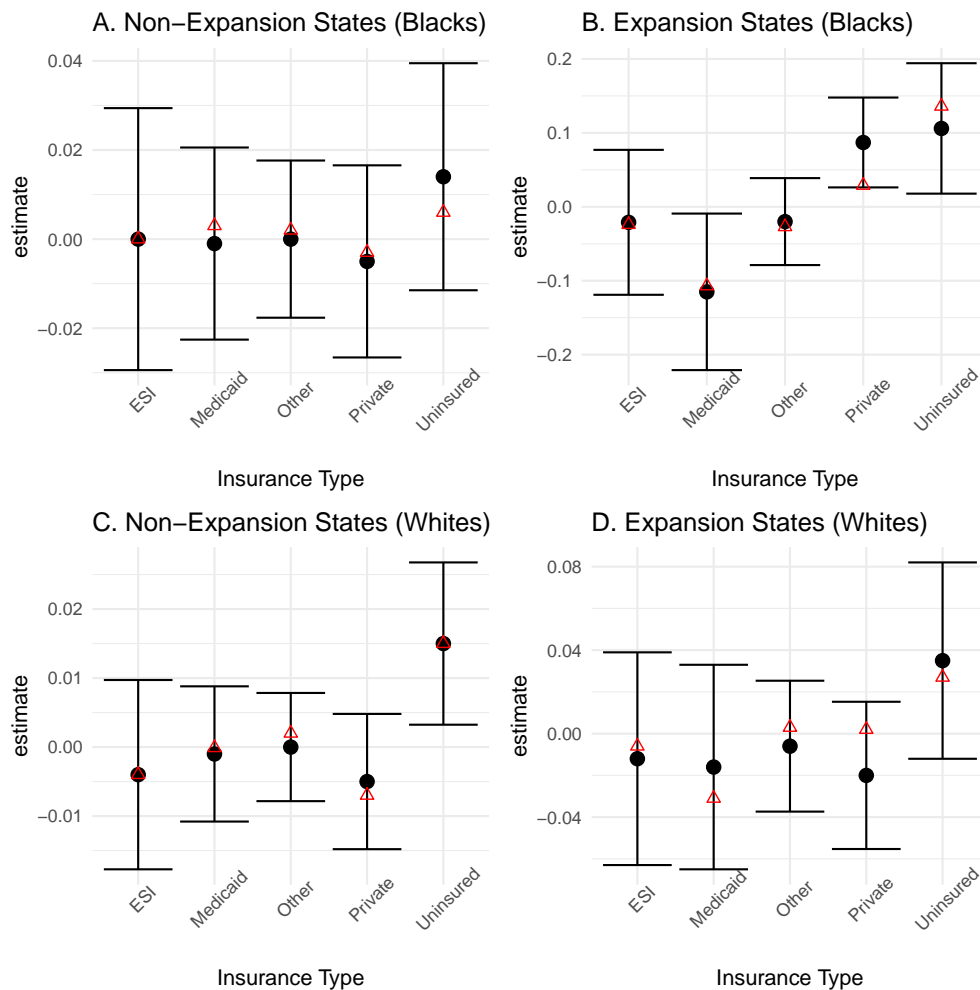 A. Non−Expansion States (Blacks)
0.04
0.02
0.00
−0.02
estimate
ESI
Medicaid
Other
Private
Uninsured
Insurance Type
B. Expansion States (Blacks)
0.2
0.1
0.0
−0.1
−0.2
estimate
ESI
Medicaid
Other
Private
Uninsured
Insurance Type
C. Non−Expansion States (Whites)
0.02
0.01
0.00
−0.01
estimate
ESI
Medicaid
Other
Private
Uninsured
Insurance Type
D. Expansion States (Whites)
0.08
0.04
0.00
−0.04
estimate
ESI
Medicaid
Other
Private
Uninsured
Insurance Type